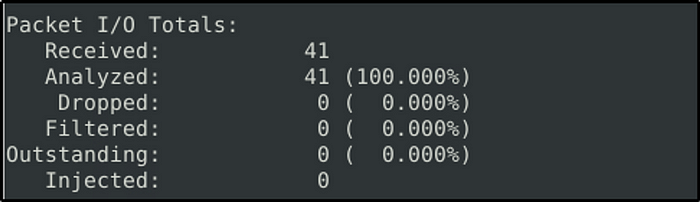 Packet I/O Totals:
   Received:           41
   Analyzed:           41 (100.000%)
    Dropped:            0 (  0.000%)
   Filtered:            0 (  0.000%)
Outstanding:            0 (  0.000%)
   Injected:            0